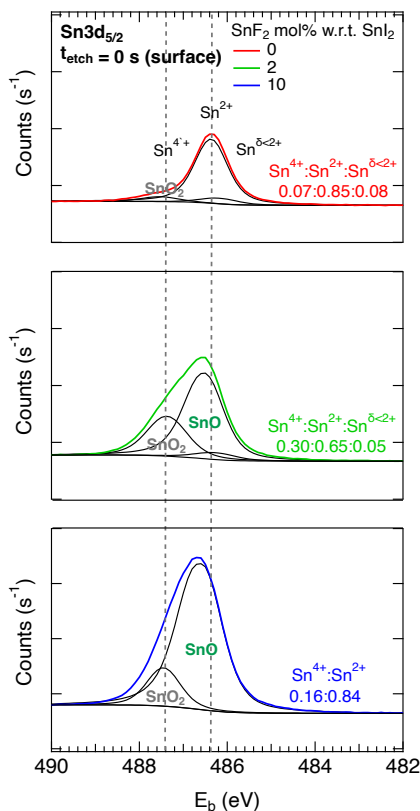 Sn3d5/2
t_etch = 0 s (surface)
SnF2 mol% w.r.t. SnI2
0
2
10
Sn2+
Sn4+
Snδ<2+
SnO2
Sn4+:Sn2+:Snδ<2+
0.07:0.85:0.08
Counts (s-1)
SnO
SnO2
Sn4+:Sn2+:Snδ<2+
0.30:0.65:0.05
Counts (s-1)
SnO
SnO2
Sn4+:Sn2+
0.16:0.84
Counts (s-1)
490 488 486 484 482
Eb (eV)